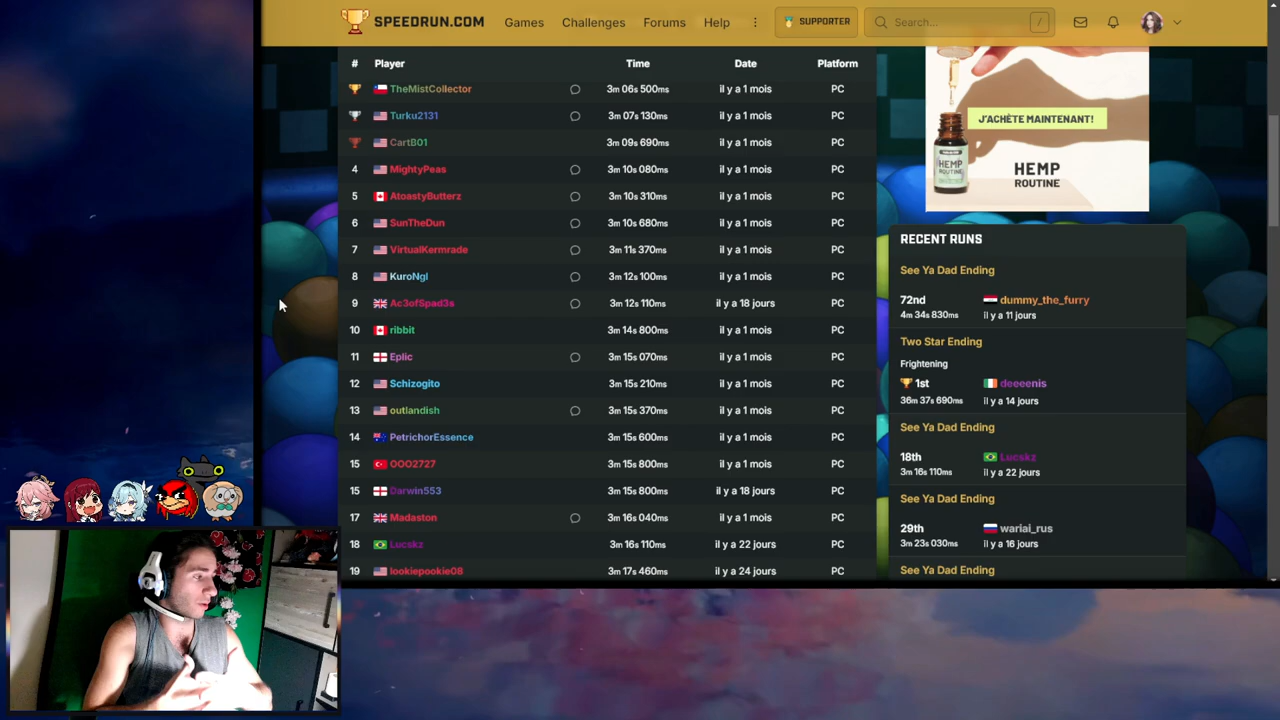 SPEEDRUN.COM Games Challenges Forums Help SUPPORTER Search... /
# Player Time Date Platform
TheMistCollector 3m 06s 500ms il y a 1 mois PC
Turku2131 3m 07s 130ms il y a 1 mois PC
CartB01 3m 09s 690ms il y a 1 mois PC
4 MightyPeas 3m 10s 080ms il y a 1 mois PC
5 AtoastyButterz 3m 10s 310ms il y a 1 mois PC
6 SunTheDun 3m 10s 680ms il y a 1 mois PC
7 VirtualKermrade 3m 11s 370ms il y a 1 mois PC
8 KuroNgl 3m 12s 100ms il y a 1 mois PC
9 Ac3ofSpad3s 3m 12s 110ms il y a 18 jours PC
10 ribbit 3m 14s 800ms il y a 1 mois PC
11 Eplic 3m 15s 070ms il y a 1 mois PC
12 Schizogito 3m 15s 210ms il y a 1 mois PC
13 outlandish 3m 15s 370ms il y a 1 mois PC
14 PetrichorEssence 3m 15s 600ms il y a 1 mois PC
15 OOO2727 3m 15s 800ms il y a 1 mois PC
15 Darwin553 3m 15s 800ms il y a 18 jours PC
17 Madaston 3m 16s 040ms il y a 1 mois PC
18 Lucskz 3m 16s 110ms il y a 22 jours PC
19 lookiepookie08 3m 17s 460ms il y a 24 jours PC
J'ACHÈTE MAINTENANT!
HEMP
ROUTINE
HEMP
ROUTINE
RECENT RUNS
See Ya Dad Ending
72nd dummy_the_furry
4m 34s 830ms il y a 11 jours
Two Star Ending
Frightening
1st deeeenis
36m 37s 690ms il y a 14 jours
See Ya Dad Ending
18th Lucskz
3m 16s 110ms il y a 22 jours
See Ya Dad Ending
29th wariai_rus
3m 23s 030ms il y a 16 jours
See Ya Dad Ending